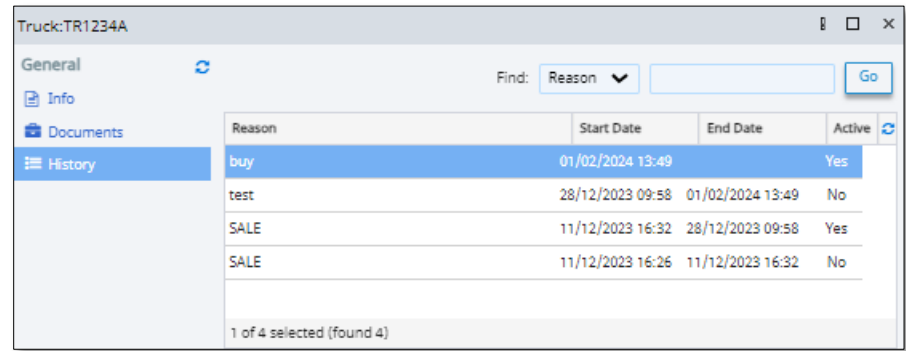 Truck:TR1234A
General
Info
Documents
History
Find: Reason Go
Reason Start Date End Date Active
buy 01/02/2024 13:49 Yes
test 28/12/2023 09:58 01/02/2024 13:49 No
SALE 11/12/2023 16:32 28/12/2023 09:58 Yes
SALE 11/12/2023 16:26 11/12/2023 16:32 No
1 of 4 selected (found 4)